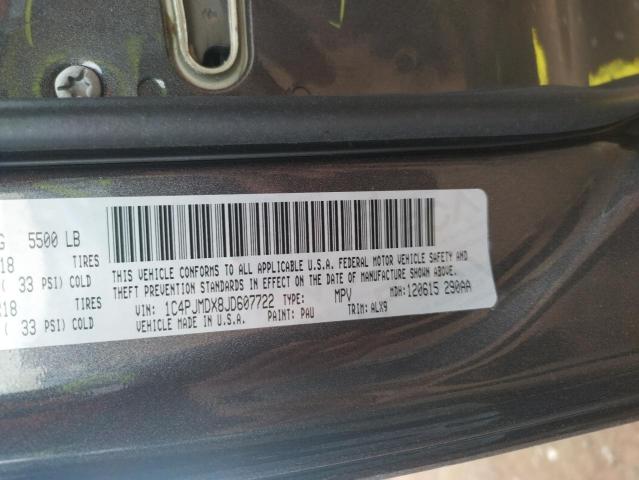 G 5500 LB
18 TIRES
( 33 PSI) COLD
R18 TIRES
( 33 PSI) COLD
THIS VEHICLE CONFORMS TO ALL APPLICABLE U.S.A. FEDERAL MOTOR VEHICLE SAFETY AND
THEFT PREVENTION STANDARDS IN EFFECT ON THE DATE OF MANUFACTURE SHOWN ABOVE.
VIN: 1C4PJMDX8JD607722 TYPE: MPV MDH: 120615 290AA
VEHICLE MADE IN U.S.A. PAINT: PAU TRIM: ALX9